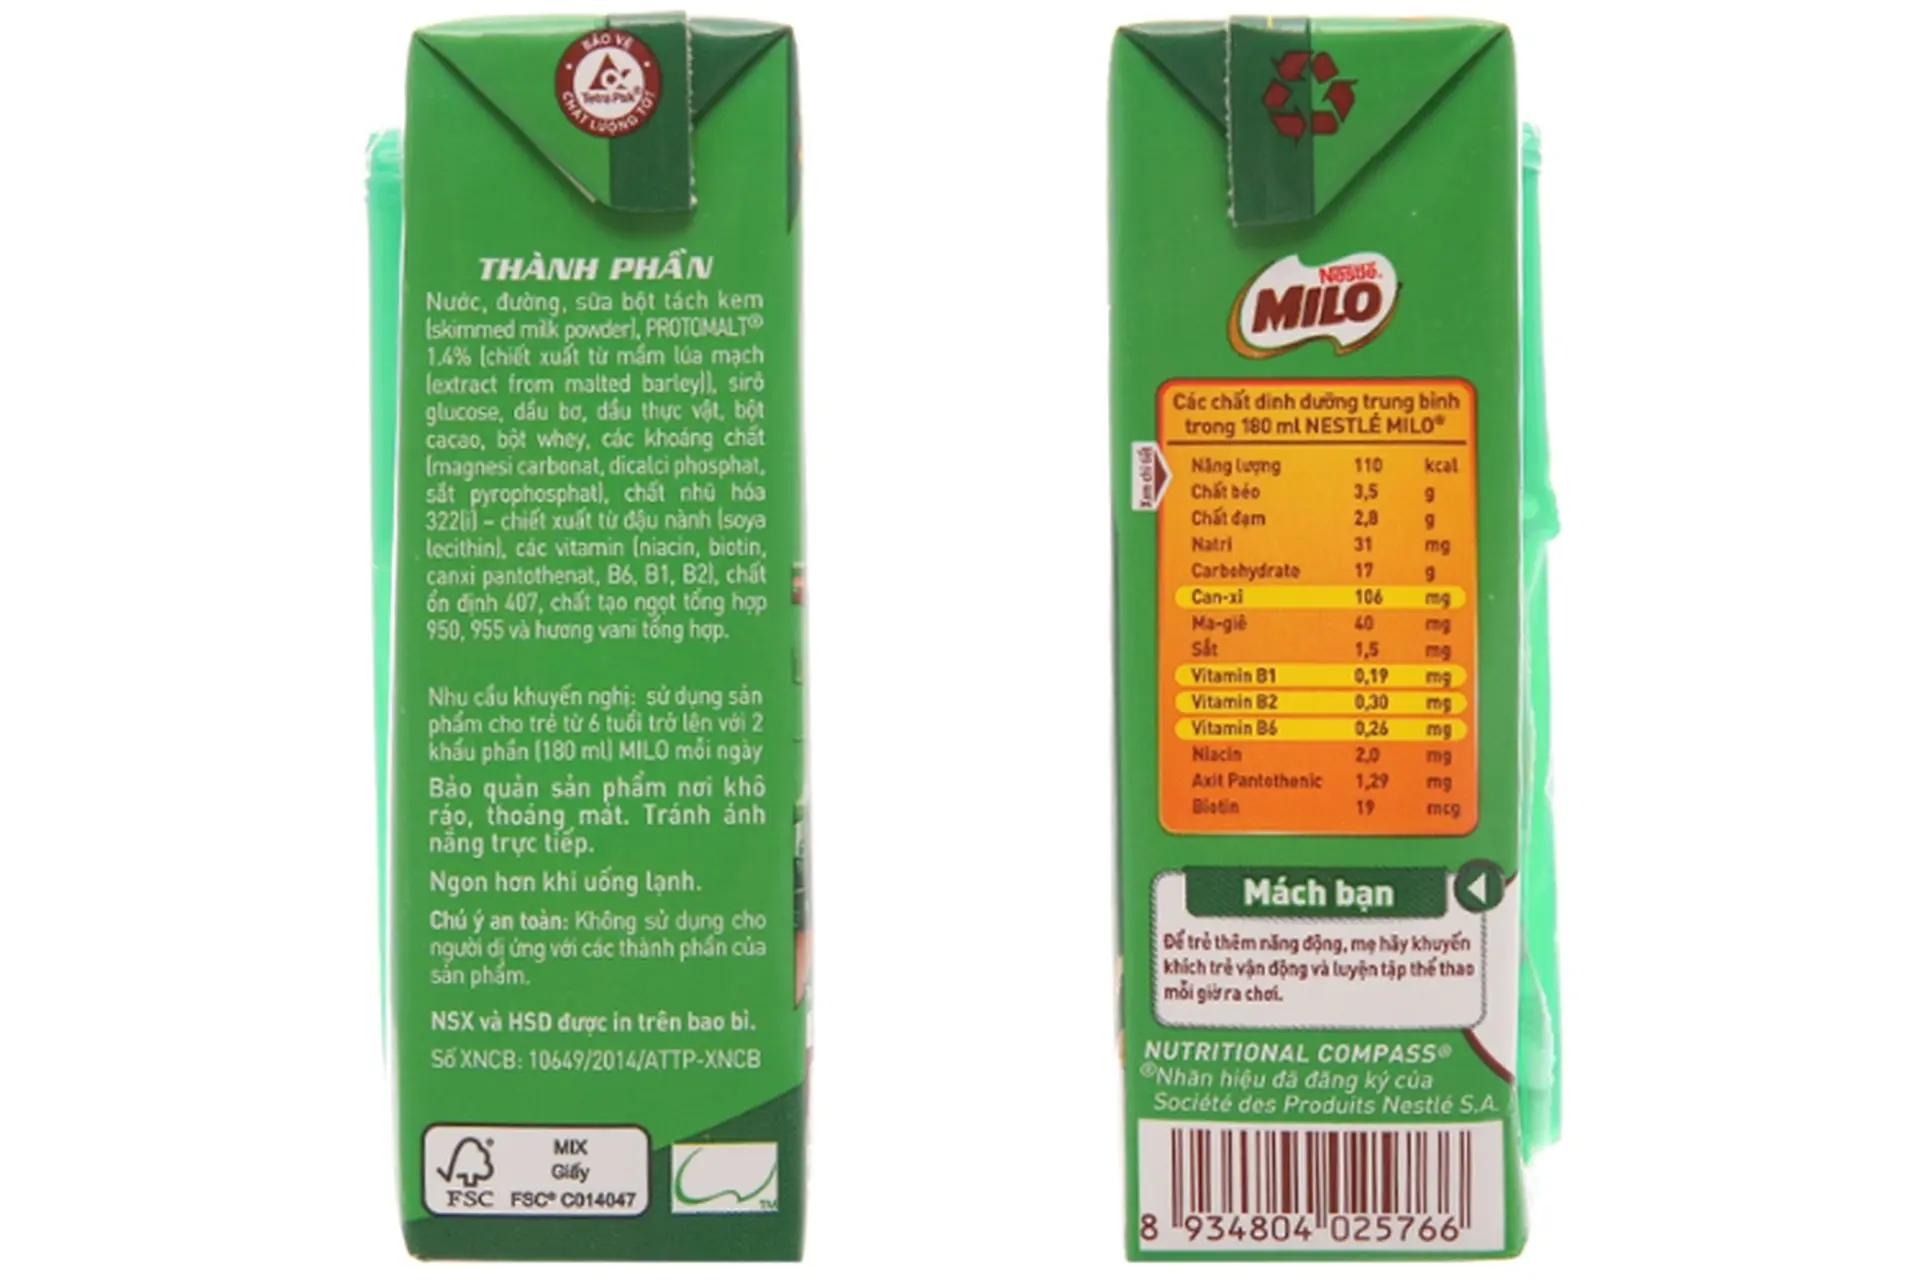 BẢO VỆ
Tetra Pak®
CHẤT LƯỢNG TỐT
THÀNH PHẦN
Nước, đường, sữa bột tách kem
(skimmed milk powder), PROTOMALT®
1.4% (chiết xuất từ mầm lúa mạch
(extract from malted barley)), sirô
glucose, dầu bơ, dầu thực vật, bột
cacao, bột whey, các khoáng chất
(magnesi carbonat, dicalci phosphat,
sắt pyrophosphat), chất nhũ hóa
322(i) – chiết xuất từ đậu nành (soya
lecithin), các vitamin (niacin, biotin,
canxi pantothenat, B6, B1, B2), chất
ổn định 407, chất tạo ngọt tổng hợp
950, 955 và hương vani tổng hợp.
Nhu cầu khuyến nghị: sử dụng sản
phẩm cho trẻ từ 6 tuổi trở lên với 2
khẩu phần (180 ml) MILO mỗi ngày
Bảo quản sản phẩm nơi khô
ráo, thoáng mát. Tránh ánh
nắng trực tiếp.
Ngon hơn khi uống lạnh.
Chú ý an toàn: Không sử dụng cho
người dị ứng với các thành phần của
sản phẩm.
NSX và HSD được in trên bao bì.
Số XNCB: 10649/2014/ATTP-XNCB
FSC
MIX
Giấy
FSC® C014047
TM
Nestlé®
MILO
Các chất dinh dưỡng trung bình
trong 180 ml NESTLÉ MILO®
Xem chi tiết
Năng lượng 110 kcal
Chất béo 3,5 g
Chất đạm 2,8 g
Natri 31 mg
Carbohydrate 17 g
Can-xi 106 mg
Ma-giê 40 mg
Sắt 1,5 mg
Vitamin B1 0,19 mg
Vitamin B2 0,30 mg
Vitamin B6 0,26 mg
Niacin 2,0 mg
Axit Pantothenic 1,29 mg
Biotin 19 mcg
Mách bạn
Để trẻ thêm năng động, mẹ hãy khuyến
khích trẻ vận động và luyện tập thể thao
mỗi giờ ra chơi.
NUTRITIONAL COMPASS®
®Nhãn hiệu đã đăng ký của
Société des Produits Nestlé S.A.
8 934804 025766